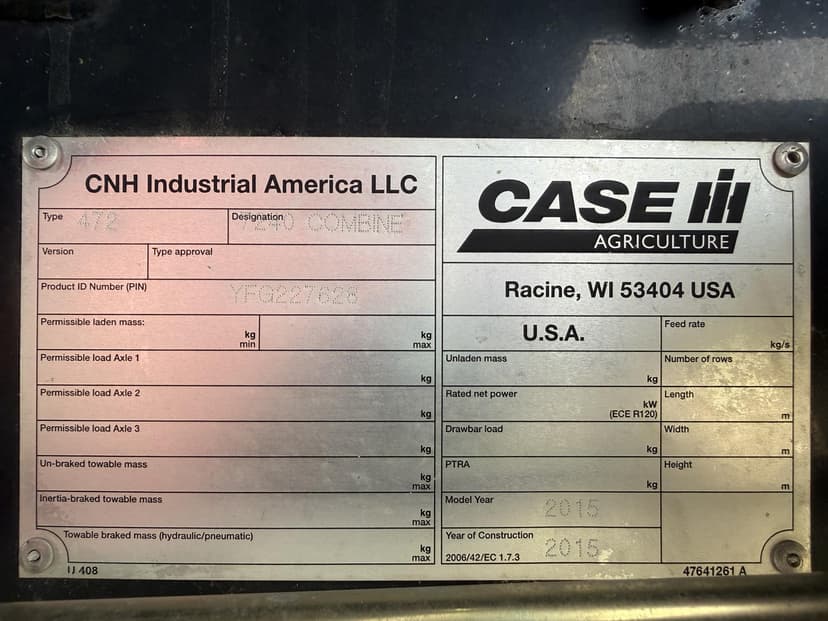 CNH Industrial America LLC
Type 472
Designation 7240 COMBINE
Version
Type approval
Product ID Number (PIN) YFG227628
Permissible laden mass:
kg min
kg max
Permissible load Axle 1 kg
Permissible load Axle 2 kg
Permissible load Axle 3 kg
Un-braked towable mass kg max
Inertia-braked towable mass kg max
Towable braked mass (hydraulic/pneumatic) kg max
408
CASE IH
AGRICULTURE
Racine, WI 53404 USA
U.S.A.
Feed rate kg/s
Unladen mass kg
Number of rows
Rated net power kW (ECE R120)
Length m
Drawbar load kg
Width m
PTRA kg
Height m
Model Year 2015
Year of Construction 2015
2006/42/EC 1.7.3
47641261 A